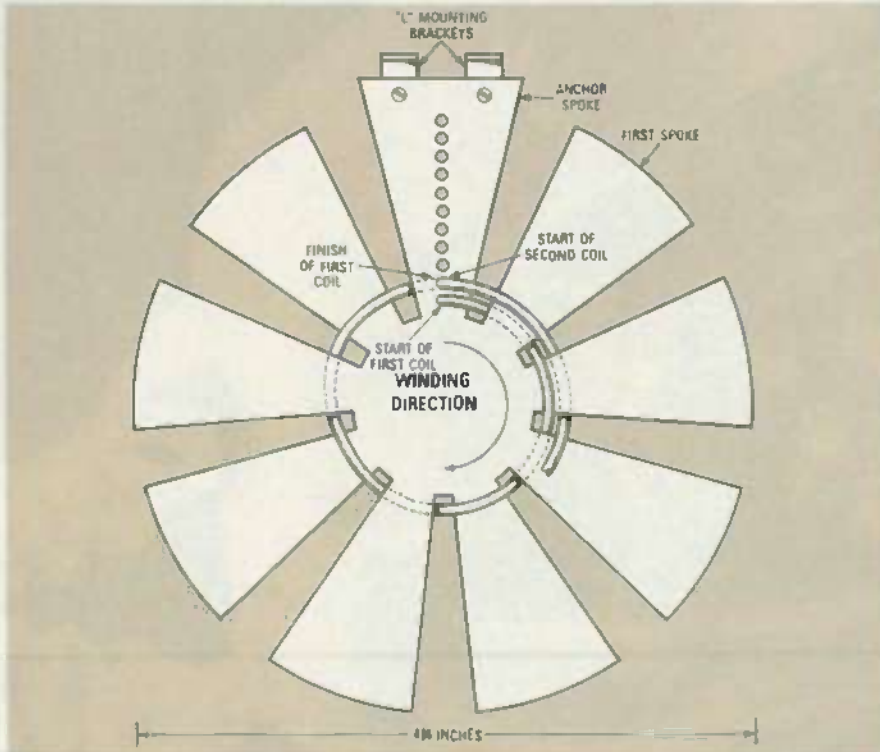 "L" MOUNTING
BRACKETS
ANCHOR
SPOKE
FIRST SPOKE
FINISH
OF FIRST
COIL
START OF
SECOND COIL
START OF
FIRST COIL
WINDING
DIRECTION
INCHES